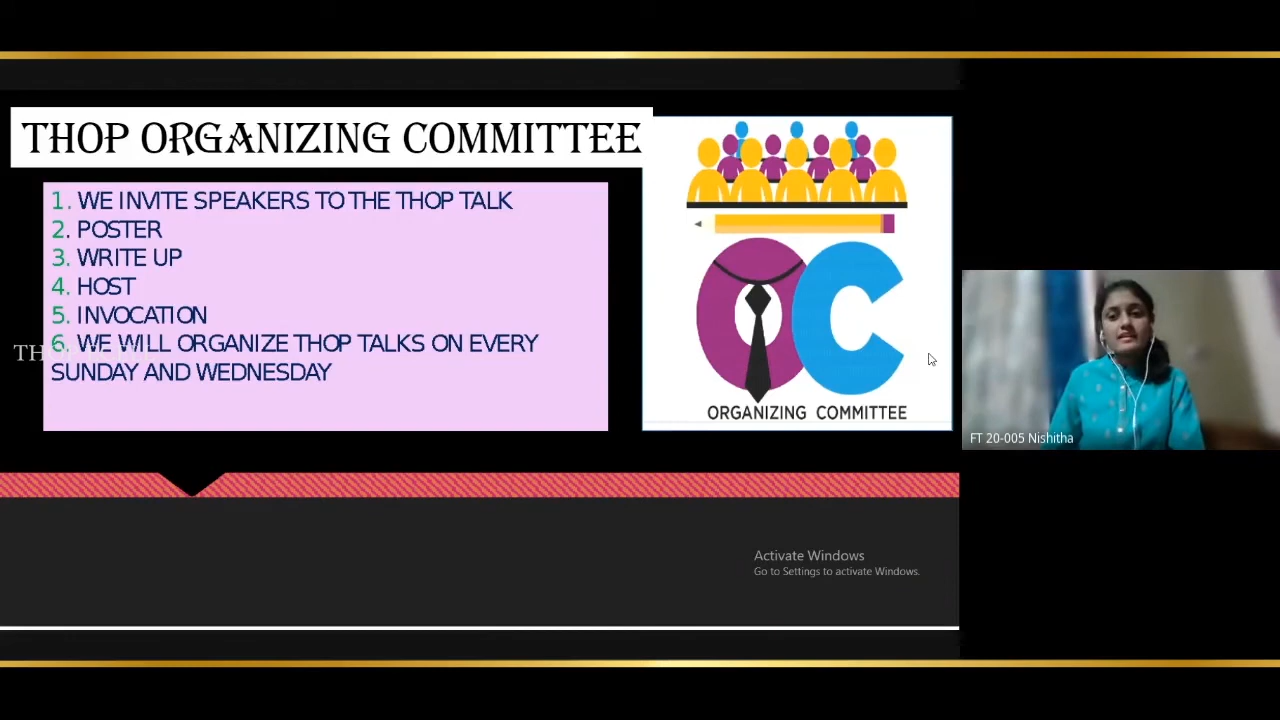 THOP ORGANIZING COMMITTEE
1. WE INVITE SPEAKERS TO THE THOP TALK
2. POSTER
3. WRITE UP
4. HOST
5. INVOCATION
6. WE WILL ORGANIZE THOP TALKS ON EVERY
SUNDAY AND WEDNESDAY
OC
ORGANIZING COMMITTEE
FT 20-005 Nishitha
Activate Windows
Go to Settings to activate Windows.